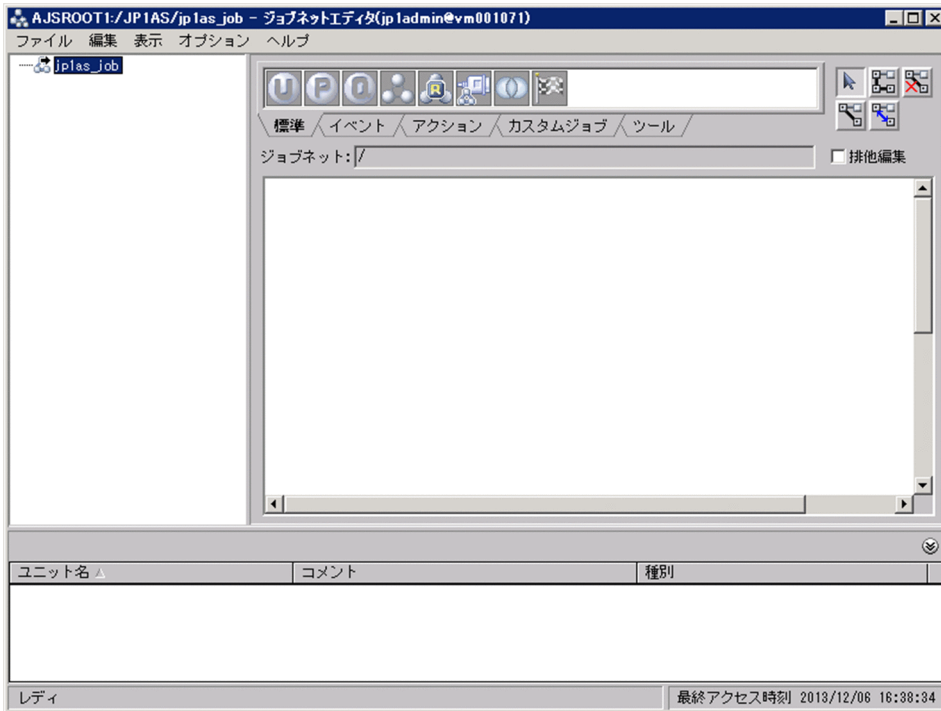 AJSROOT1:/JP1AS/jp1as_job - ジョブネットエディタ(jp1admin@vm001071)
ファイル 編集 表示 オプション ヘルプ
jp1as_job
U P Q R
標準 イベント アクション カスタムジョブ ツール
ジョブネット: / 排他編集
ユニット名 コメント 種別
レディ 最終アクセス時刻 2013/12/06 16:38:34